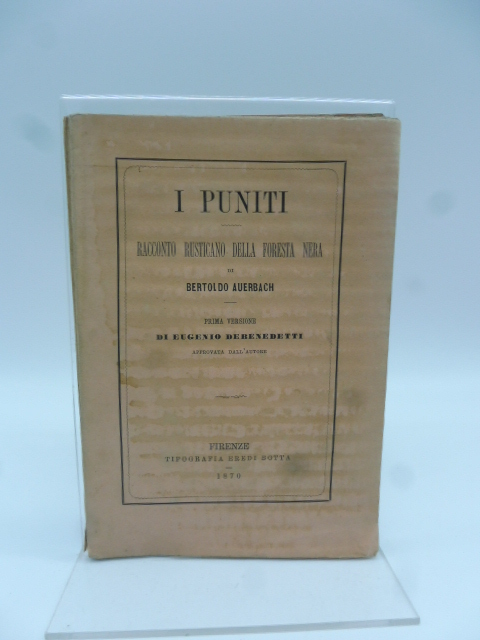 I PUNITI
RACCONTO RUSTICANO DELLA FORESTA NERA
DI
BERTOLDO AUERBACH
PRIMA VERSIONE
DI EUGENIO DEBENEDETTI
APPROVATA DALL'AUTORE
FIRENZE
TIPOGRAFIA EREDI BOTTA
1870